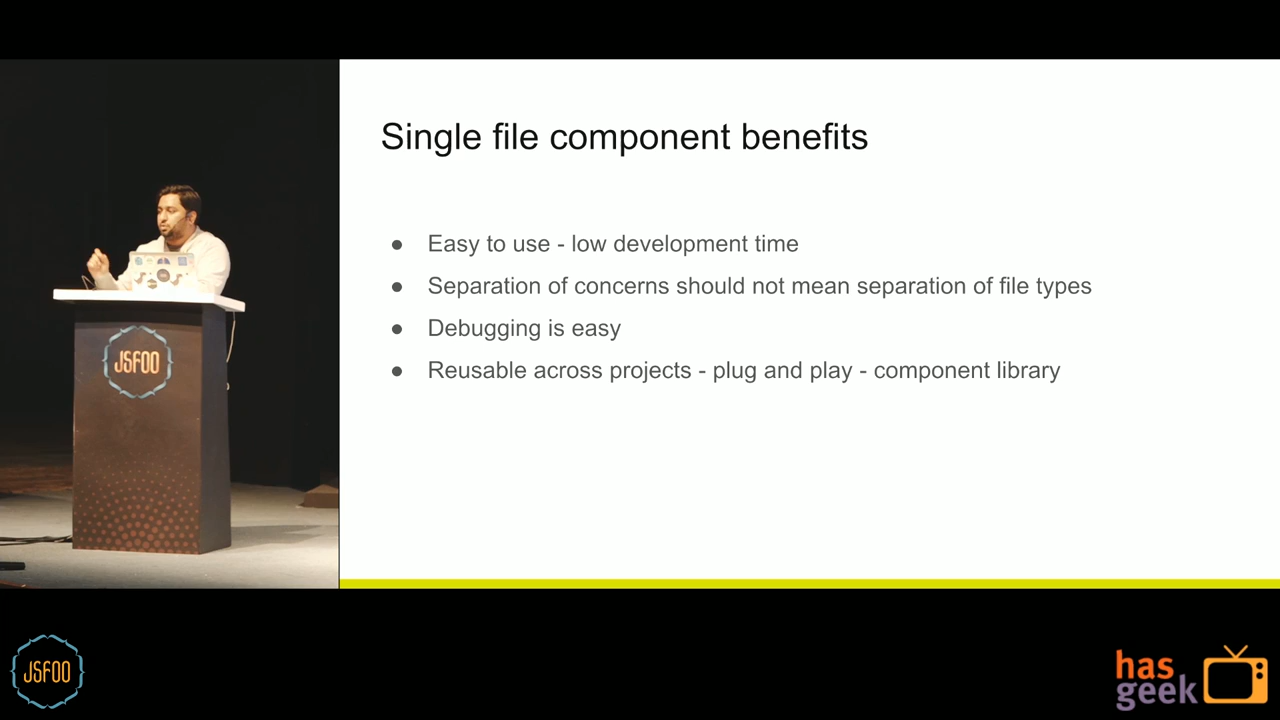 Single file component benefits
● Easy to use - low development time
● Separation of concerns should not mean separation of file types
● Debugging is easy
● Reusable across projects - plug and play - component library
JSFOO
JSFOO
has
geek